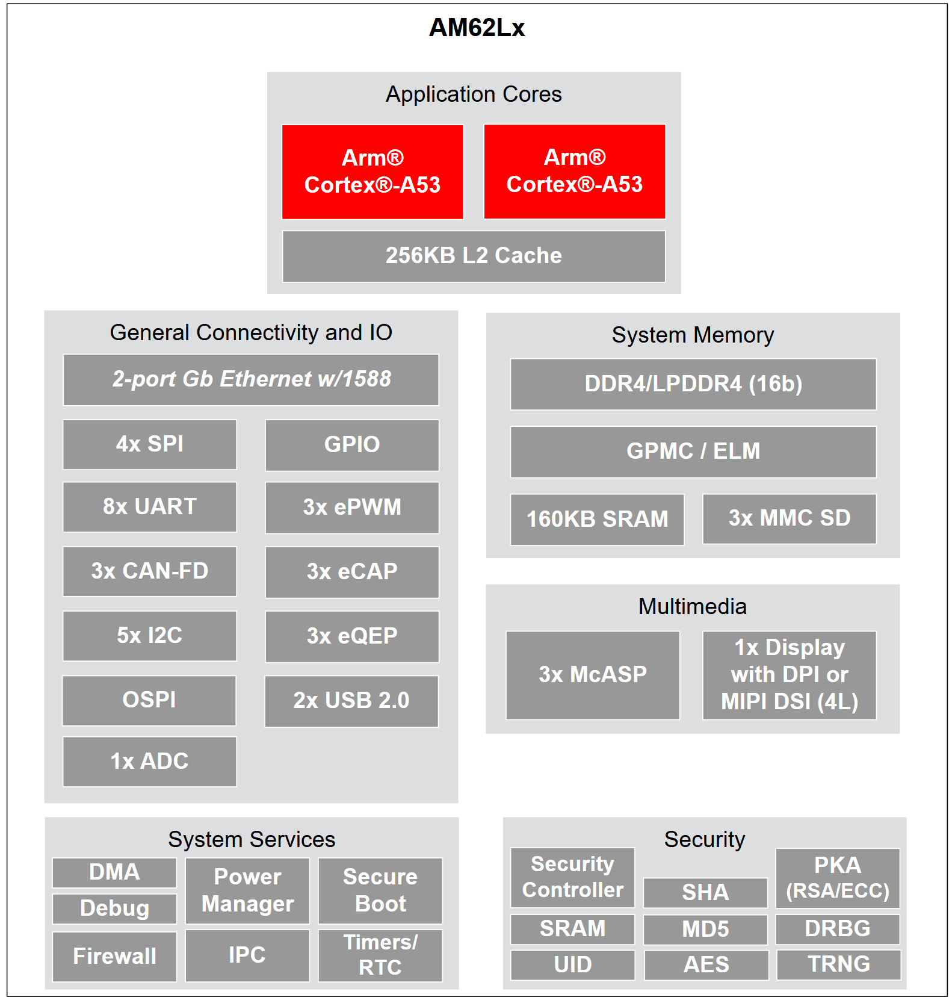 AM62Lx
Application Cores
Arm®
Cortex®-A53
Arm®
Cortex®-A53
256KB L2 Cache
General Connectivity and IO
2-port Gb Ethernet w/1588
4x SPI
GPIO
8x UART
3x ePWM
3x CAN-FD
3x eCAP
5x I2C
3x eQEP
OSPI
2x USB 2.0
1x ADC
System Memory
DDR4/LPDDR4 (16b)
GPMC / ELM
160KB SRAM
3x MMC SD
Multimedia
3x McASP
1x Display
with DPI or
MIPI DSI (4L)
System Services
DMA
Debug
Power
Manager
Secure
Boot
Firewall
IPC
Timers/
RTC
Security
Security
Controller
SHA
PKA
(RSA/ECC)
SRAM
MD5
DRBG
UID
AES
TRNG